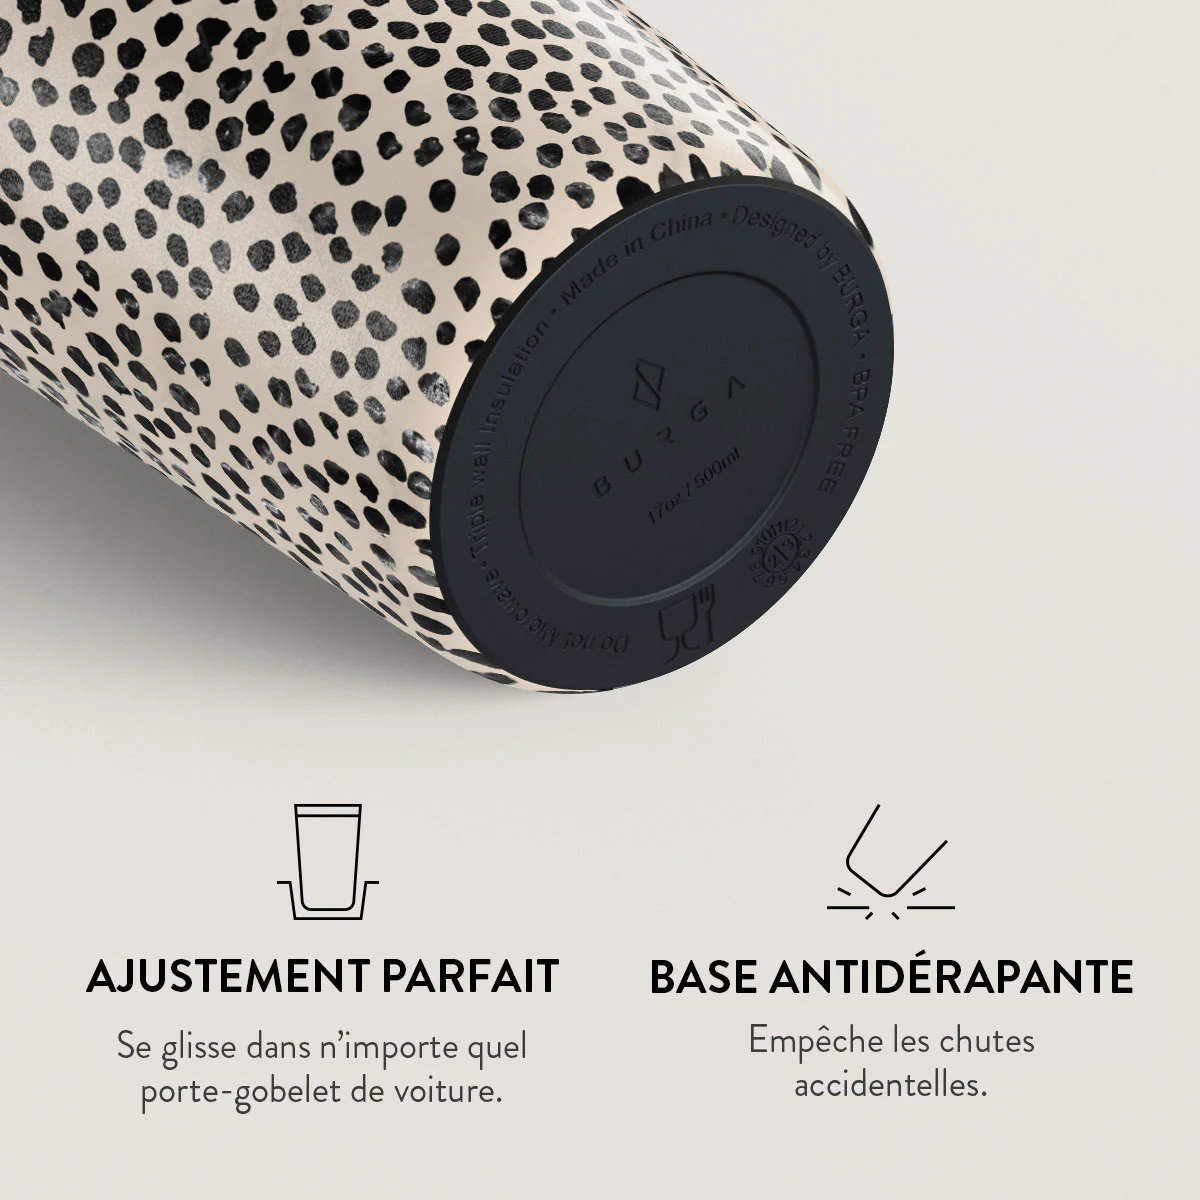 Do not Microwave • Triple wall Insulation • Made in China • Designed by BURGA • BPA FREE
BURGA
17oz / 500ml
AJUSTEMENT PARFAIT
Se glisse dans n’importe quel
porte-gobelet de voiture.
BASE ANTIDÉRAPANTE
Empêche les chutes
accidentelles.